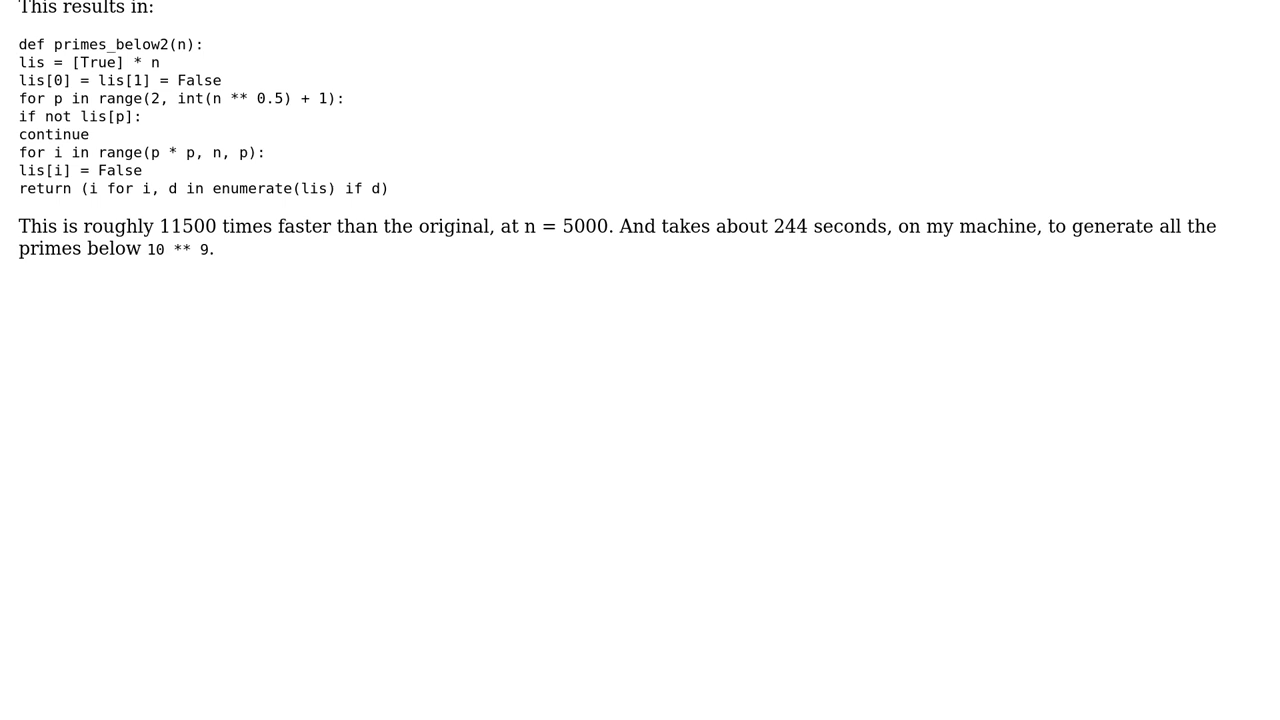 This results in:
def primes_below2(n):
lis = [True] * n
lis[0] = lis[1] = False
for p in range(2, int(n ** 0.5) + 1):
if not lis[p]:
continue
for i in range(p * p, n, p):
lis[i] = False
return (i for i, d in enumerate(lis) if d)
This is roughly 11500 times faster than the original, at n = 5000. And takes about 244 seconds, on my machine, to generate all the
primes below 10 ** 9.